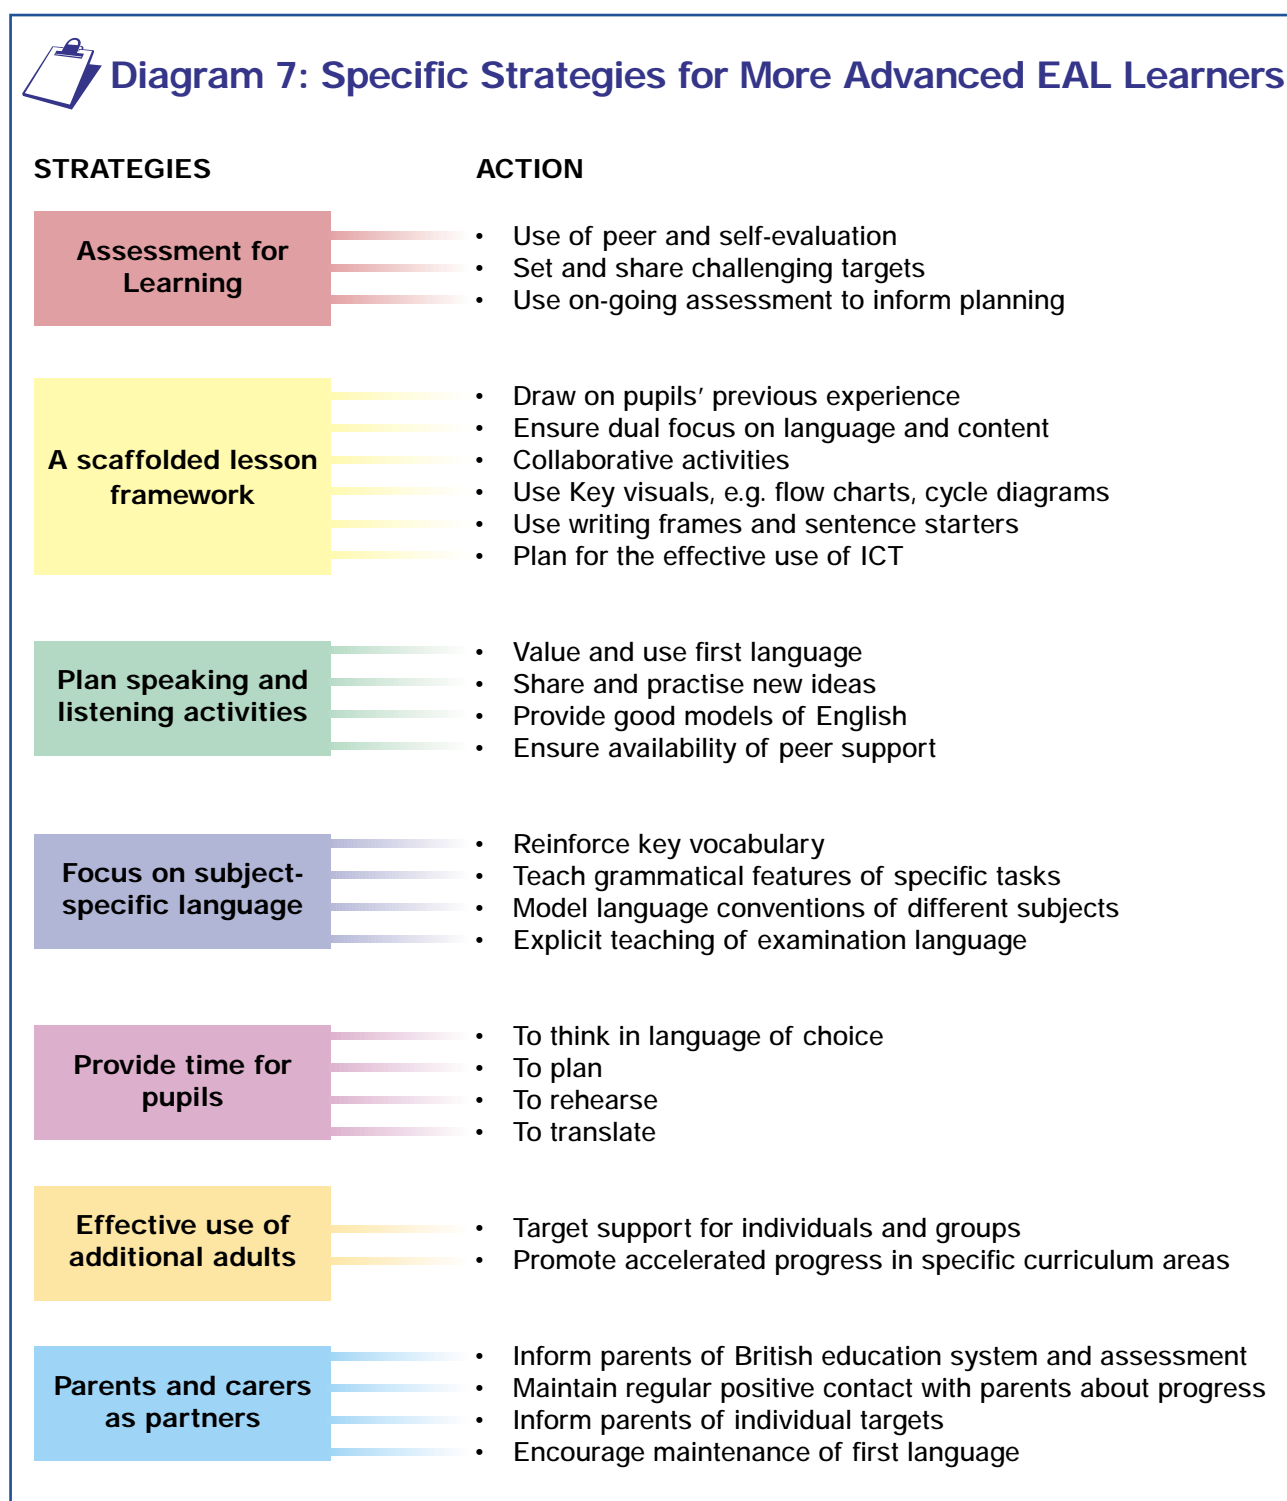 Diagram 7: Specific Strategies for More Advanced EAL Learners
STRATEGIES
ACTION
Assessment for
Learning
• Use of peer and self-evaluation
• Set and share challenging targets
• Use on-going assessment to inform planning
A scaffolded lesson
framework
• Draw on pupils’ previous experience
• Ensure dual focus on language and content
• Collaborative activities
• Use Key visuals, e.g. flow charts, cycle diagrams
• Use writing frames and sentence starters
• Plan for the effective use of ICT
Plan speaking and
listening activities
• Value and use first language
• Share and practise new ideas
• Provide good models of English
• Ensure availability of peer support
Focus on subject-
specific language
• Reinforce key vocabulary
• Teach grammatical features of specific tasks
• Model language conventions of different subjects
• Explicit teaching of examination language
Provide time for
pupils
• To think in language of choice
• To plan
• To rehearse
• To translate
Effective use of
additional adults
• Target support for individuals and groups
• Promote accelerated progress in specific curriculum areas
Parents and carers
as partners
• Inform parents of British education system and assessment
• Maintain regular positive contact with parents about progress
• Inform parents of individual targets
• Encourage maintenance of first language